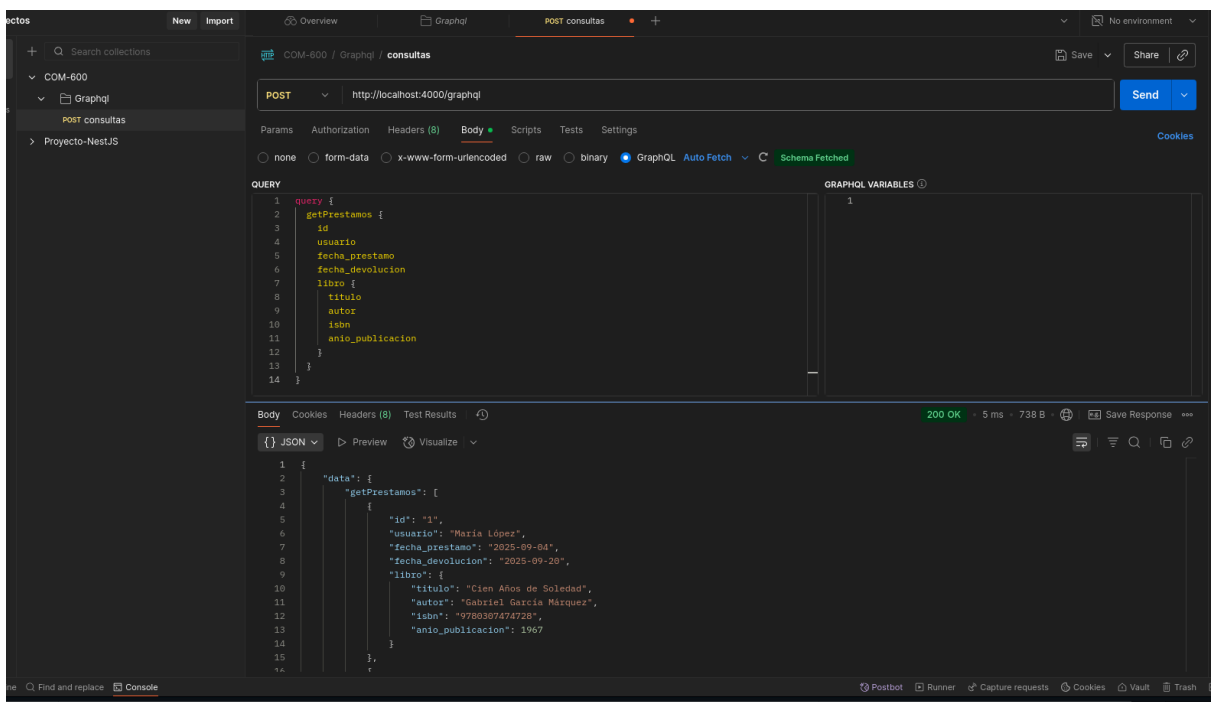 ectos New Import Overview Graphql POST consultas No environment
Search collections
COM-600 / Graphql / consultas Save Share
COM-600
Graphql
POST consultas
Proyecto-NestJS
POST http://localhost:4000/graphql Send
Params Authorization Headers (8) Body Scripts Tests Settings Cookies
none form-data x-www-form-urlencoded raw binary GraphQL Auto Fetch Schema Fetched
QUERY GRAPHQL VARIABLES
1 query { 1
2 getPrestamos {
3 id
4 usuario
5 fecha_prestamo
6 fecha_devolucion
7 libro {
8 titulo
9 autor
10 isbn
11 anio_publicacion
12 }
13 }
14 }
Body Cookies Headers (8) Test Results 200 OK 5 ms 738 B Save Response
{} JSON Preview Visualize
1 {
2 "data": {
3 "getPrestamos": [
4 {
5 "id": "1",
6 "usuario": "María López",
7 "fecha_prestamo": "2025-09-04",
8 "fecha_devolucion": "2025-09-20",
9 "libro": {
10 "titulo": "Cien Años de Soledad",
11 "autor": "Gabriel García Márquez",
12 "isbn": "9780307474728",
13 "anio_publicacion": 1967
14 }
15 },
16 {
ne Find and replace Console Postbot Runner Capture requests Cookies Vault Trash